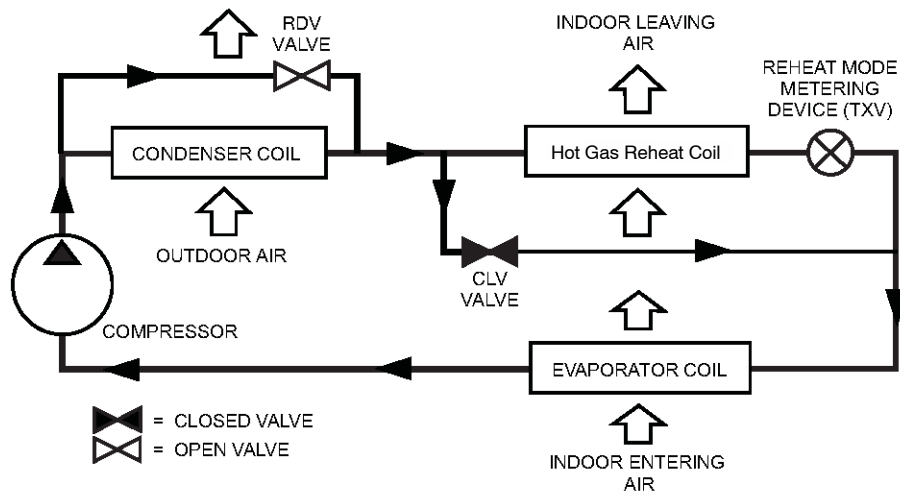 RDV
VALVE
INDOOR LEAVING
AIR
REHEAT MODE
METERING
DEVICE (TXV)
CONDENSER COIL
Hot Gas Reheat Coil
OUTDOOR AIR
CLV
VALVE
COMPRESSOR
EVAPORATOR COIL
= CLOSED VALVE
= OPEN VALVE
INDOOR ENTERING
AIR